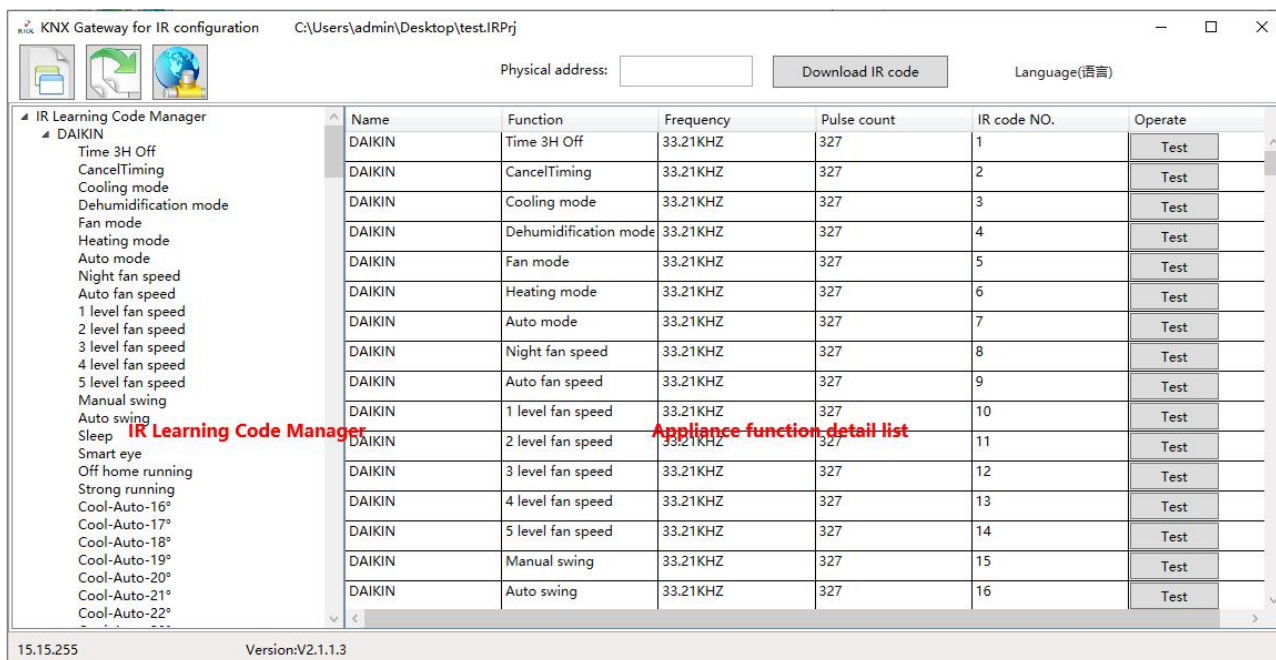 KNX Gateway for IR configuration C:\Users\admin\Desktop\test.IRPrj
Physical address: Download IR code Language(语言)
IR Learning Code Manager
DAIKIN
Time 3H Off
CancelTiming
Cooling mode
Dehumidification mode
Fan mode
Heating mode
Auto mode
Night fan speed
Auto fan speed
1 level fan speed
2 level fan speed
3 level fan speed
4 level fan speed
5 level fan speed
Manual swing
Auto swing
Sleep
Smart eye
Off home running
Strong running
Cool-Auto-16°
Cool-Auto-17°
Cool-Auto-18°
Cool-Auto-19°
Cool-Auto-20°
Cool-Auto-21°
Cool-Auto-22°
IR Learning Code Manager
Name Function Frequency Pulse count IR code NO. Operate
DAIKIN Time 3H Off 33.21KHZ 327 1 Test
DAIKIN CancelTiming 33.21KHZ 327 2 Test
DAIKIN Cooling mode 33.21KHZ 327 3 Test
DAIKIN Dehumidification mode 33.21KHZ 327 4 Test
DAIKIN Fan mode 33.21KHZ 327 5 Test
DAIKIN Heating mode 33.21KHZ 327 6 Test
DAIKIN Auto mode 33.21KHZ 327 7 Test
DAIKIN Night fan speed 33.21KHZ 327 8 Test
DAIKIN Auto fan speed 33.21KHZ 327 9 Test
DAIKIN 1 level fan speed 33.21KHZ 327 10 Test
Appliance function detail list
DAIKIN 2 level fan speed 33.21KHZ 327 11 Test
DAIKIN 3 level fan speed 33.21KHZ 327 12 Test
DAIKIN 4 level fan speed 33.21KHZ 327 13 Test
DAIKIN 5 level fan speed 33.21KHZ 327 14 Test
DAIKIN Manual swing 33.21KHZ 327 15 Test
DAIKIN Auto swing 33.21KHZ 327 16 Test
15.15.255 Version:V2.1.1.3